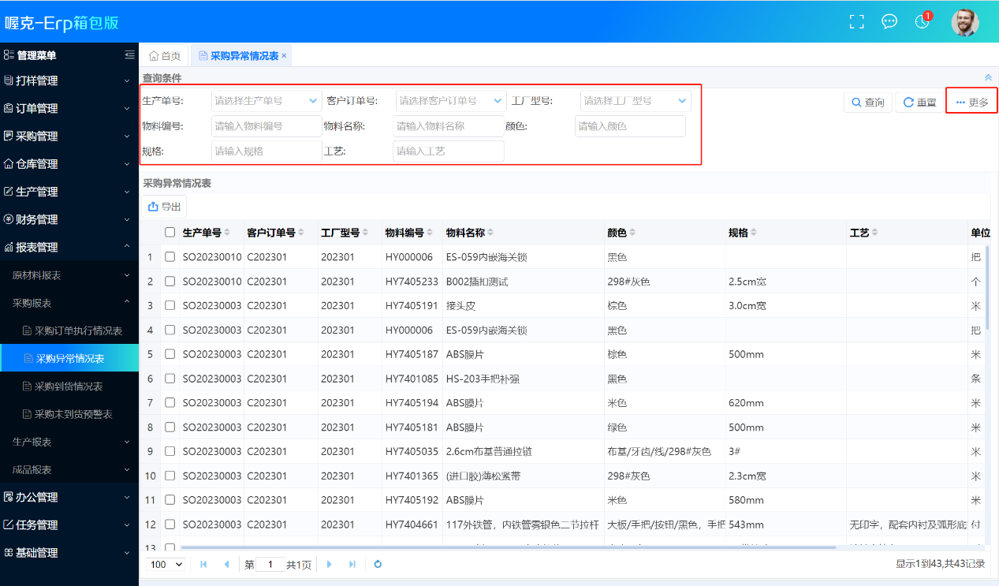 喔克-Erp箱包版
1
管理菜单
打样管理
订单管理
采购管理
仓库管理
生产管理
财务管理
报表管理
原材料报表
采购报表
采购订单执行情况表
采购异常情况表
采购到货情况表
采购未到货预警表
生产报表
成品报表
办公管理
任务管理
基础管理
首页 采购异常情况表 ×
查询条件
生产单号: 请选择生产单号 客户订单号: 请选择客户订单号 工厂型号: 请选择工厂型号 查询 重置 更多
物料编号: 请输入物料编号 物料名称: 请输入物料名称 颜色: 请输入颜色
规格: 请输入规格 工艺: 请输入工艺
采购异常情况表
导出
生产单号 客户订单号 工厂型号 物料编号 物料名称 颜色 规格 工艺 单位
1 SO20230010 C202301 202301 HY000006 ES-059内嵌海关锁 黑色 把
2 SO20230010 C202301 202301 HY7405233 B002插扣测试 298#灰色 2.5cm宽 个
3 SO20230003 C202301 202301 HY7405191 接头皮 棕色 3.0cm宽 米
4 SO20230003 C202301 202301 HY000006 ES-059内嵌海关锁 黑色 把
5 SO20230003 C202301 202301 HY7405187 ABS膜片 棕色 500mm 米
6 SO20230003 C202301 202301 HY7401085 HS-203手把补强 黑色 条
7 SO20230003 C202301 202301 HY7405194 ABS膜片 米色 620mm 米
8 SO20230003 C202301 202301 HY7405181 ABS膜片 绿色 500mm 米
9 SO20230003 C202301 202301 HY7405035 2.6cm布基普通拉链 布基/牙齿/线/298#灰色 3# 米
10 SO20230003 C202301 202301 HY7401365 (进口胶)薄松紧带 298#灰色 2.3cm宽 米
11 SO20230003 C202301 202301 HY7405192 ABS膜片 米色 580mm 米
12 SO20230003 C202301 202301 HY7404661 117外铁管，内铁管雾银色二节拉杆 大板/手把/按钮/黑色，手把 543mm 无印字，配套内衬及弧形底 付
13
100 第 1 共1页 显示1到43,共43记录